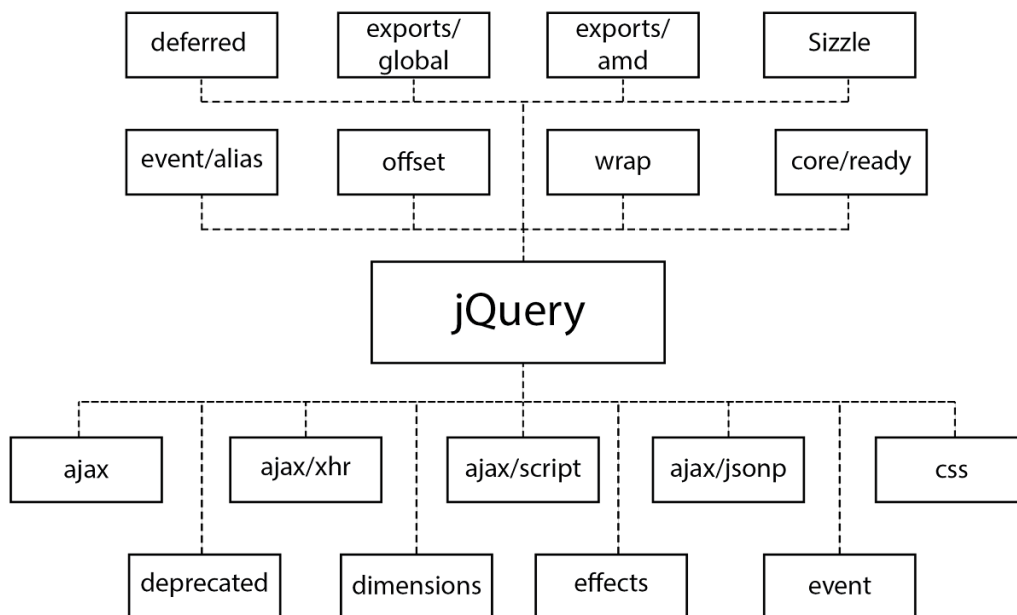 deferred
exports/
global
exports/
amd
Sizzle
event/alias
offset
wrap
core/ready
jQuery
ajax
ajax/xhr
ajax/script
ajax/jsonp
css
deprecated
dimensions
effects
event